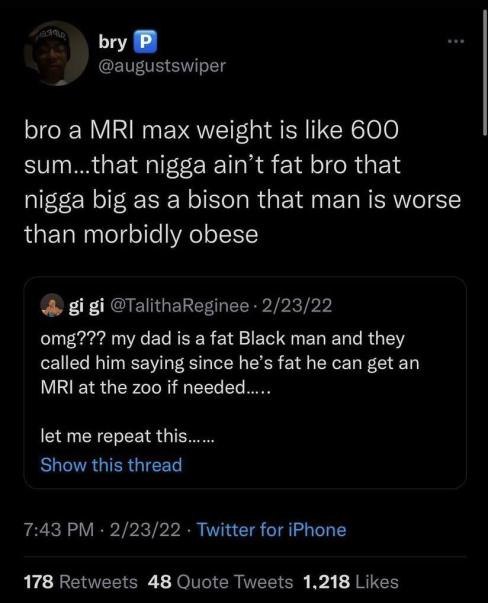 bry 🅿️
@augustswiper
bro a MRI max weight is like 600
sum...that nigga ain't fat bro that
nigga big as a bison that man is worse
than morbidly obese
gi gi @TalithaReginee · 2/23/22
omg??? my dad is a fat Black man and they
called him saying since he's fat he can get an
MRI at the zoo if needed.....
let me repeat this......
Show this thread
7:43 PM · 2/23/22 · Twitter for iPhone
178 Retweets 48 Quote Tweets 1,218 Likes